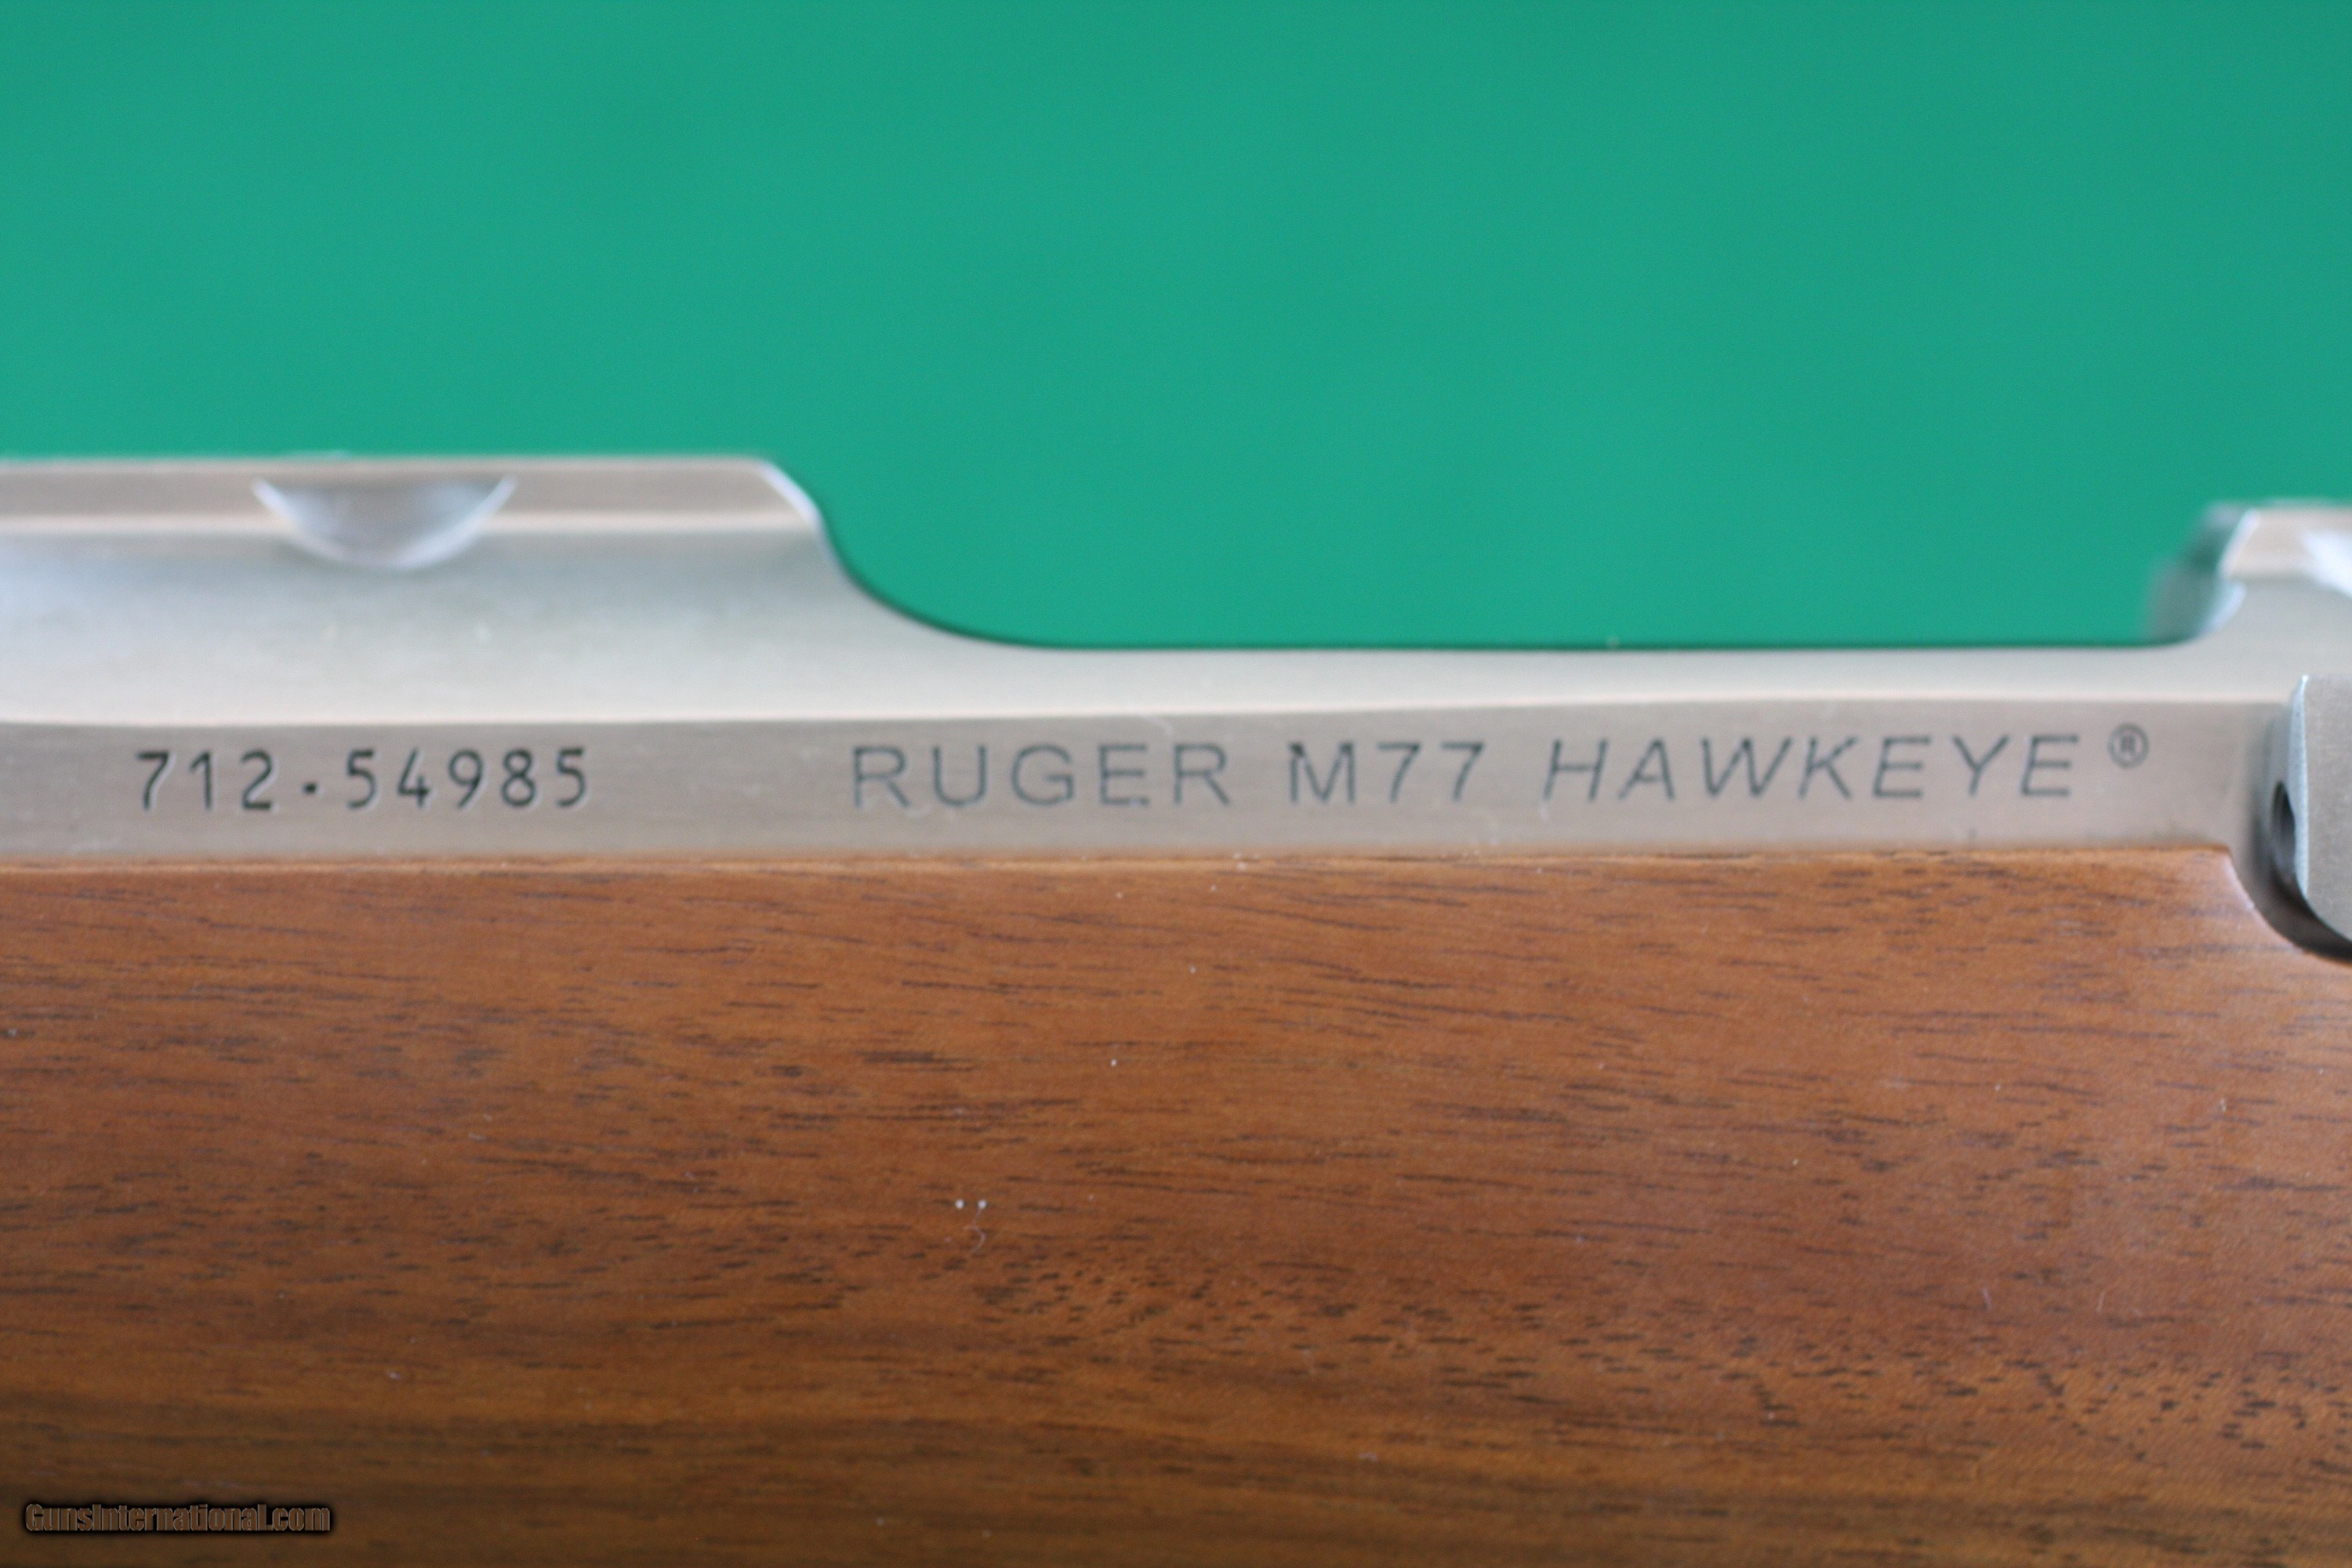 712-54985 RUGER M77 HAWKEYE®
GunsInternational.com